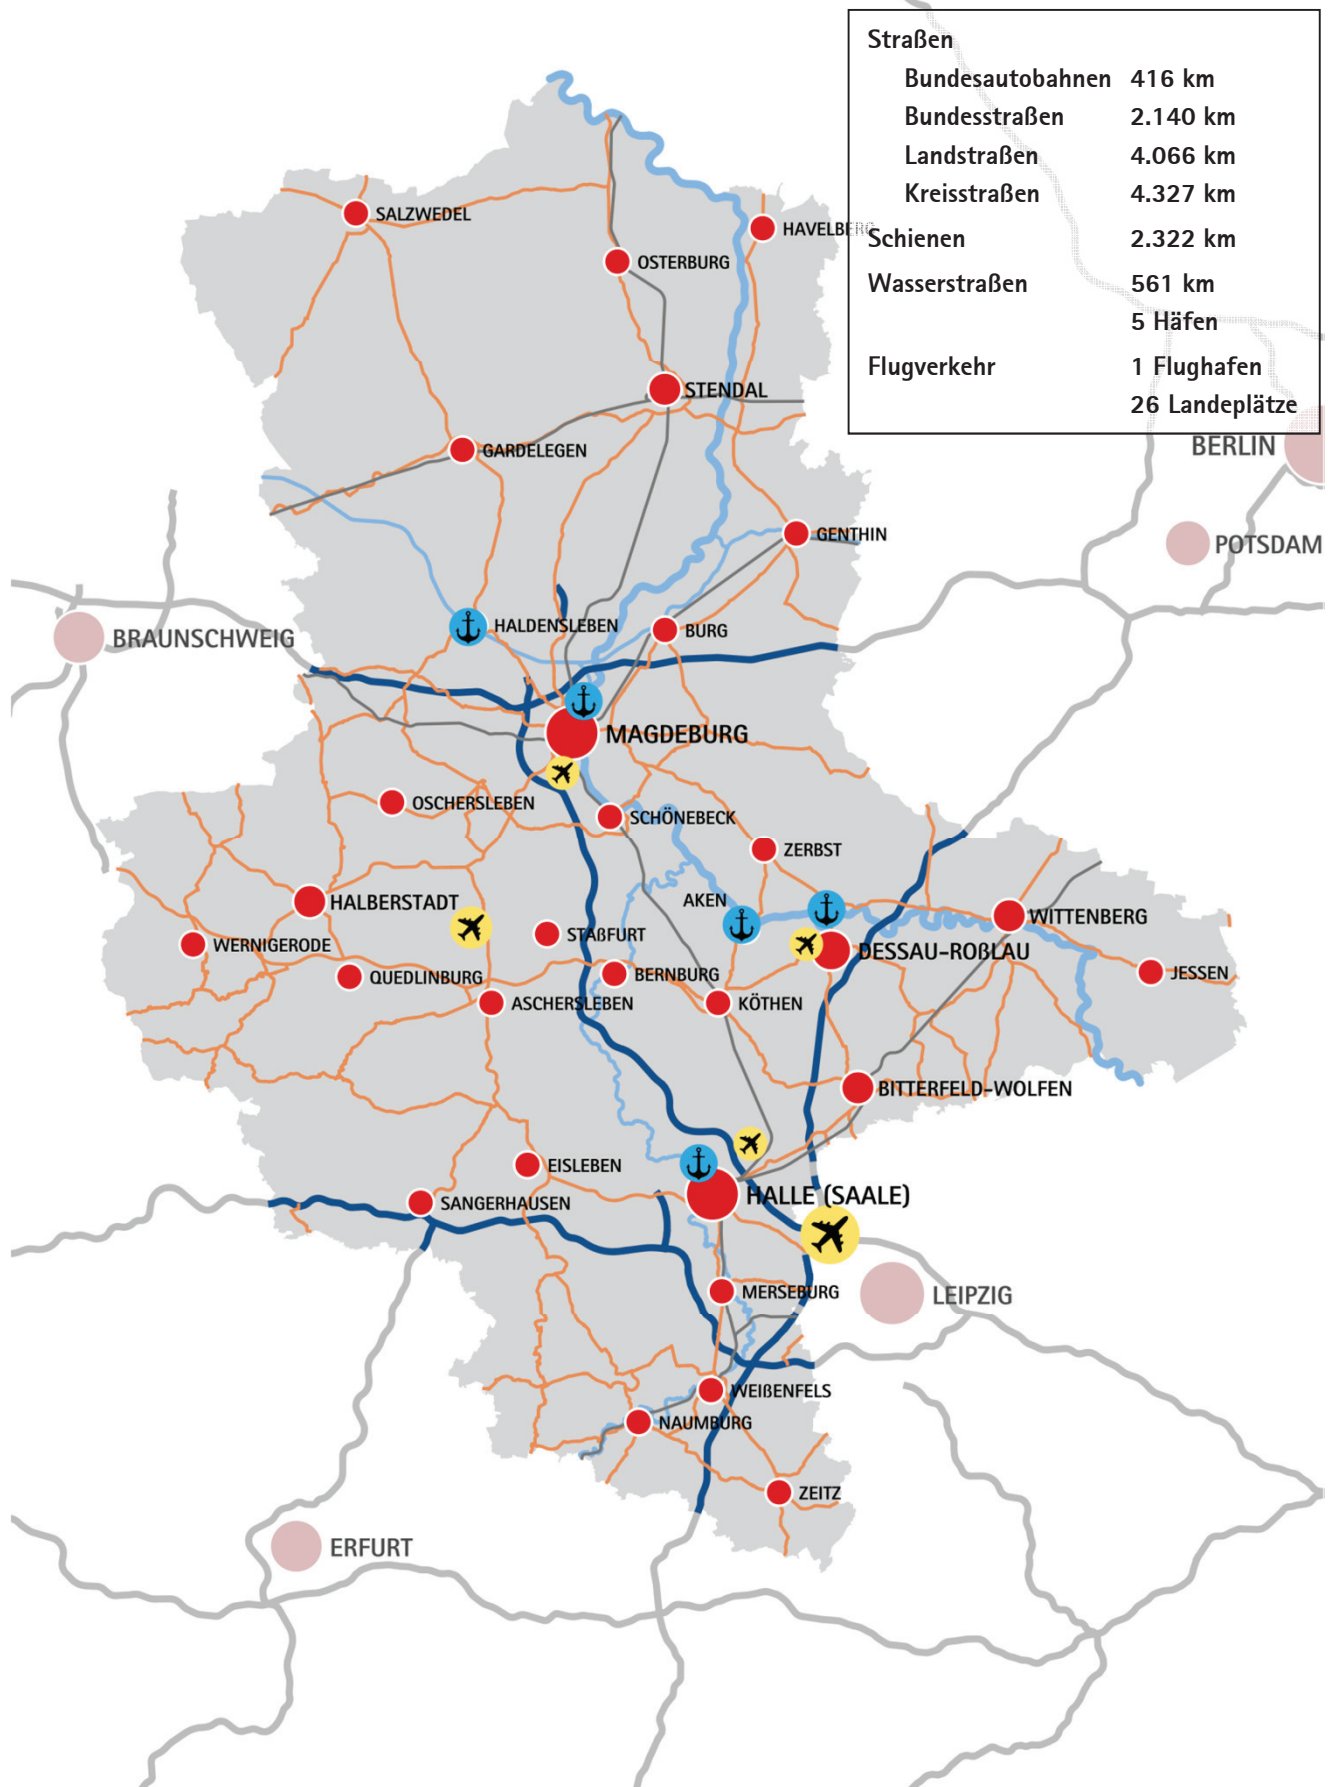 Straßen
Bundesautobahnen 416 km
Bundesstraßen 2.140 km
Landstraßen 4.066 km
Kreisstraßen 4.327 km
Schienen 2.322 km
Wasserstraßen 561 km
5 Häfen
Flugverkehr 1 Flughafen
26 Landeplätze
SALZWEDEL
HAVELBERG
OSTERBURG
STENDAL
BERLIN
GARDELEGEN
GENTHIN
POTSDAM
HALDENSLEBEN
BURG
BRAUNSCHWEIG
MAGDEBURG
OSCHERSLEBEN
SCHÖNEBECK
ZERBST
HALBERSTADT
AKEN
WITTENBERG
STAßFURT
WERNIGERODE
DESSAU-ROßLAU
QUEDLINBURG
BERNBURG
JESSEN
ASCHERSLEBEN
KÖTHEN
BITTERFELD-WOLFEN
EISLEBEN
HALLE (SAALE)
SANGERHAUSEN
MERSEBURG
LEIPZIG
WEIßENFELS
NAUMBURG
ZEITZ
ERFURT